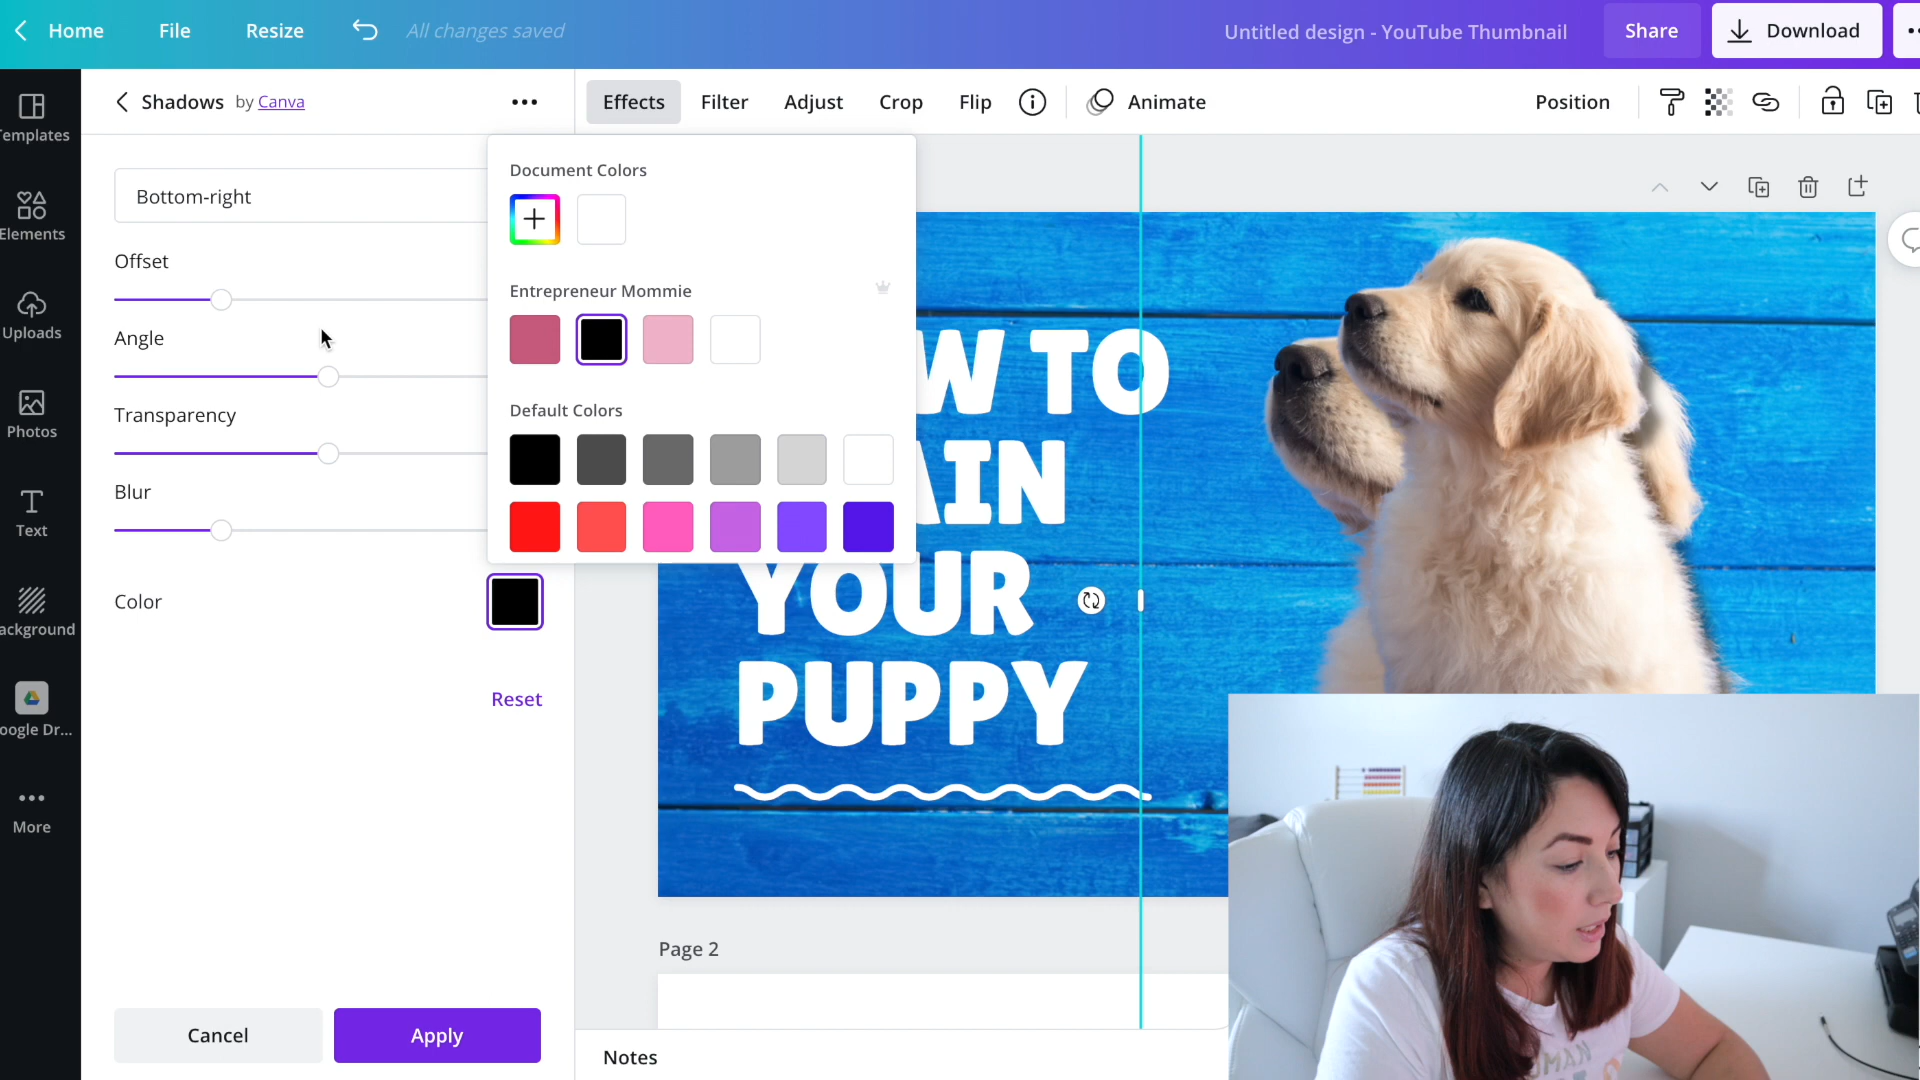 Home
File
Resize
All changes saved
Untitled design - YouTube Thumbnail
Share
Download
Templates
Elements
Uploads
Photos
Text
ackground
oogle Dr...
More
Shadows by Canva
Bottom-right
Offset
Angle
Transparency
Blur
Color
Reset
Cancel
Apply
Effects
Filter
Adjust
Crop
Flip
Animate
Position
Document Colors
Entrepreneur Mommie
Default Colors
W TO
AIN
YOUR
PUPPY
Page 2
Notes